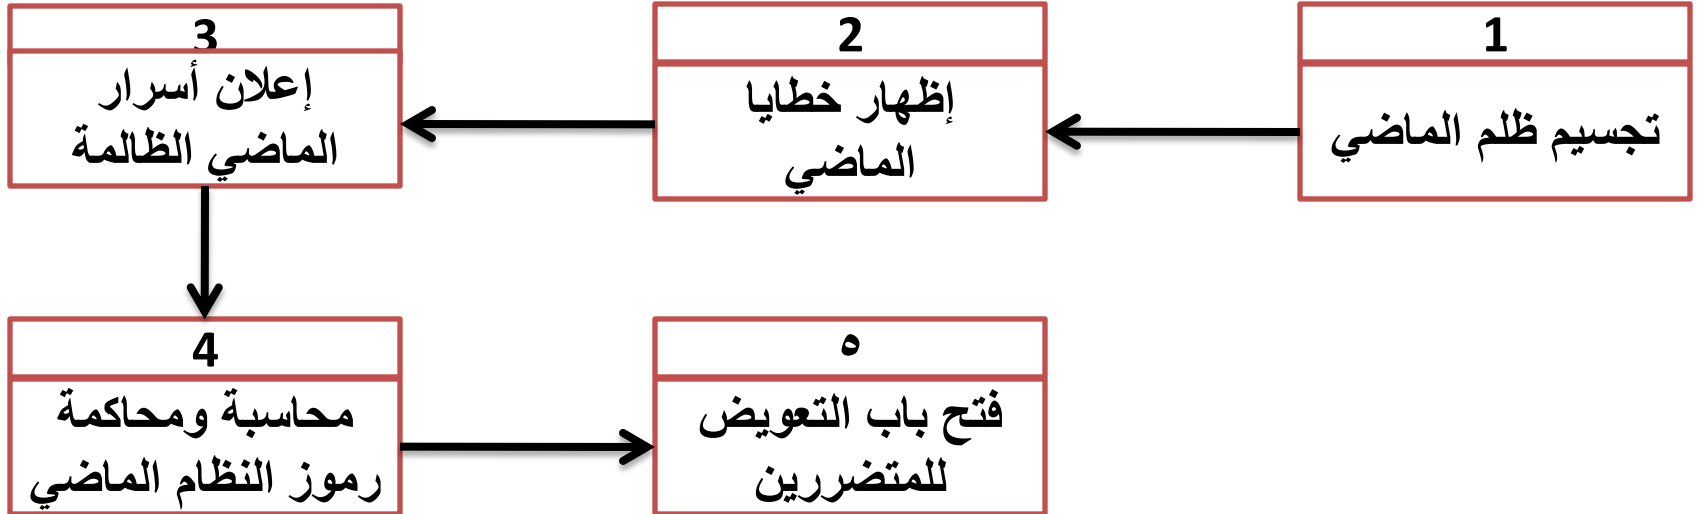 1
تجسيم ظلم الماضي
2
إظهار خطايا
الماضي
3
إعلان أسرار
الماضي الظالمة
4
محاسبة ومحاكمة
رموز النظام الماضي
٥
فتح باب التعويض
للمتضررين